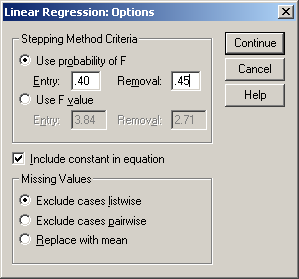 Linear Regression: Options
Stepping Method Criteria
Use probability of F
Entry: .40 Removal: .45
Use F value
Entry: 3.84 Removal: 2.71
Include constant in equation
Missing Values
Exclude cases listwise
Exclude cases pairwise
Replace with mean
Continue
Cancel
Help